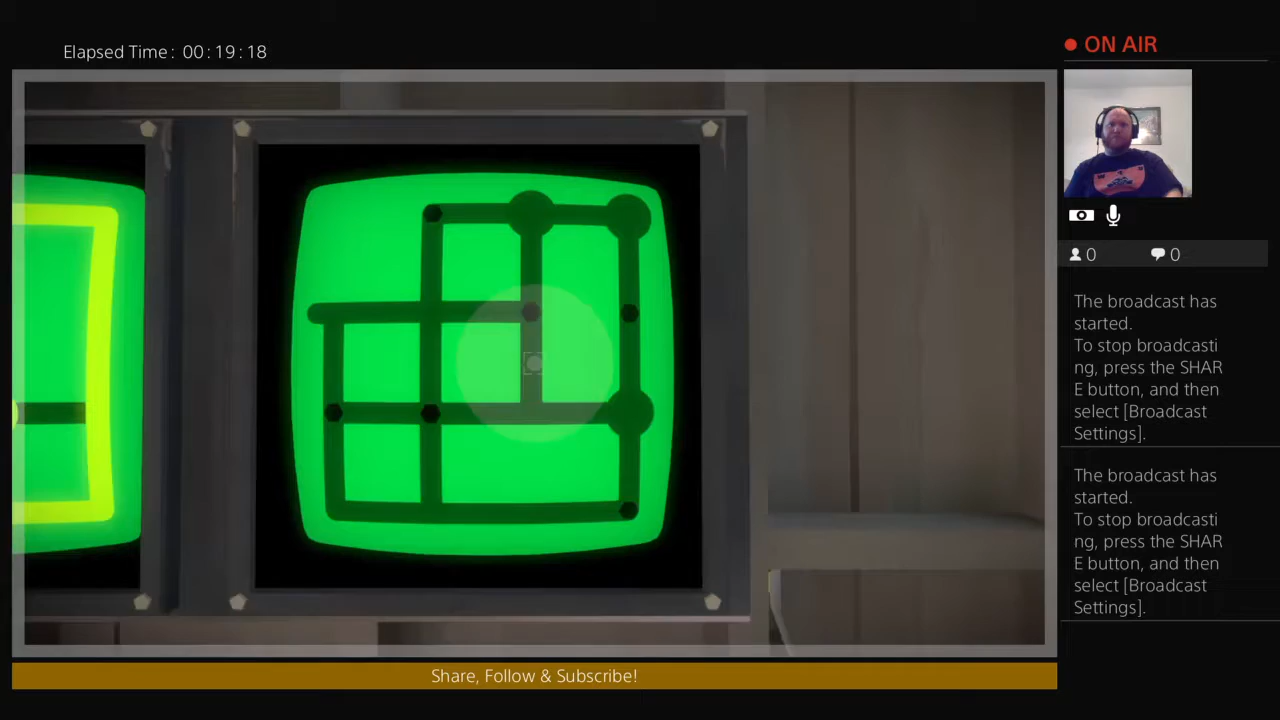 Elapsed Time: 00:19:18
ON AIR
0 0
The broadcast has
started.
To stop broadcasti
ng, press the SHAR
E button, and then
select [Broadcast
Settings].
The broadcast has
started.
To stop broadcasti
ng, press the SHAR
E button, and then
select [Broadcast
Settings].
Share, Follow & Subscribe!